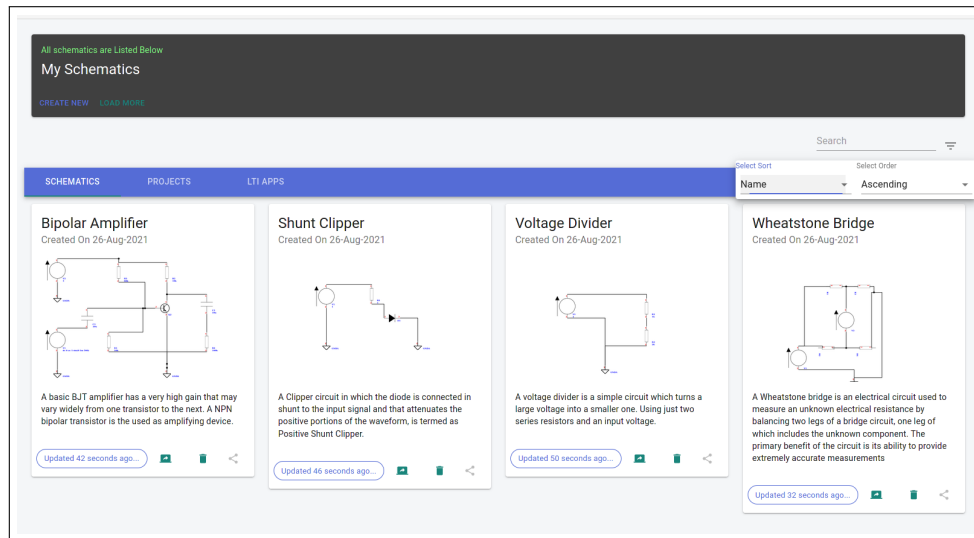 All schematics are Listed Below
My Schematics
CREATE NEW LOAD MORE
Search
Select Sort Select Order
Name Ascending
SCHEMATICS PROJECTS LTI APPS
Bipolar Amplifier
Created On 26-Aug-2021
A basic BJT amplifier has a very high gain that may
vary widely from one transistor to the next. A NPN
bipolar transistor is the used as amplifying device.
Updated 42 seconds ago...
Shunt Clipper
Created On 26-Aug-2021
A Clipper circuit in which the diode is connected in
shunt to the input signal and that attenuates the
positive portions of the waveform, is termed as
Positive Shunt Clipper.
Updated 46 seconds ago...
Voltage Divider
Created On 26-Aug-2021
A voltage divider is a simple circuit which turns a
large voltage into a smaller one. Using just two
series resistors and an input voltage.
Updated 50 seconds ago...
Wheatstone Bridge
Created On 26-Aug-2021
A Wheatstone bridge is an electrical circuit used to
measure an unknown electrical resistance by
balancing two legs of a bridge circuit, one leg of
which includes the unknown component. The
primary benefit of the circuit is its ability to provide
extremely accurate measurements
Updated 32 seconds ago...